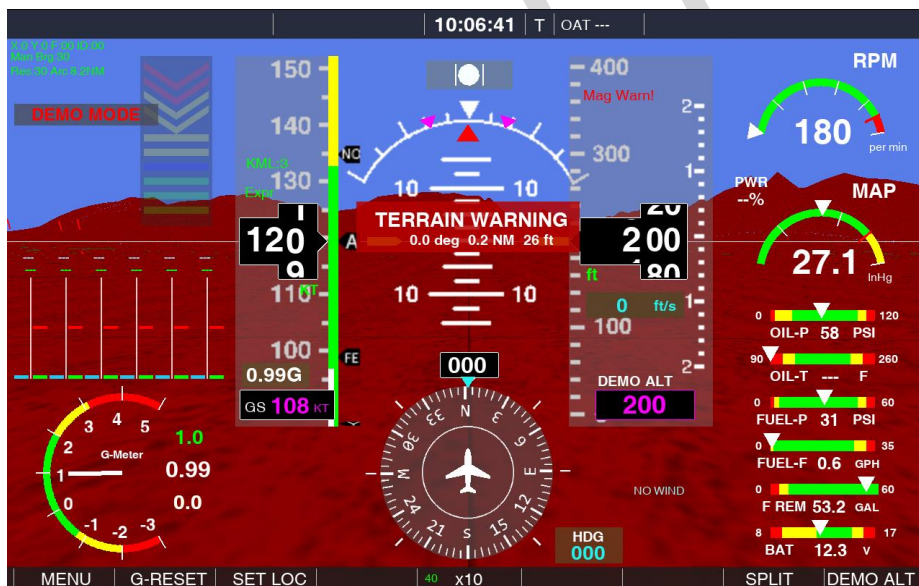 10:06:41 T OAT ---
X:0 Y:0 F:00 ID:00
Man Brg:30
Res:30 Arc 8.2NM
DEMO MODE
150
140
130
120
9
110
100
NO
A
FE
KML:3
Expr
KT
0.99G
GS 108 KT
10 10
TERRAIN WARNING
0.0 deg 0.2 NM 26 ft
10 10
400
Mag Warn!
300
20
200
180
100
2
1
1
2
ft
0 ft/s
DEMO ALT
200
RPM
180
per min
PWR
--%
MAP
27.1
InHg
0 120
OIL-P 58 PSI
90 260
OIL-T --- F
0 60
FUEL-P 31 PSI
0 35
FUEL-F 0.6 GPH
0 60
F REM 53.2 GAL
8 17
BAT 12.3 v
--- --- --- --- --- ---
--- --- --- --- --- ---
5
4
3
2
1
0
-1
-2
-3
G-Meter
1.0
0.99
0.0
000
N
3
6
E
12
15
S
21
24
W
30
33
NO WIND
HDG
000
MENU G-RESET SET LOC 40 x10 SPLIT DEMO ALT